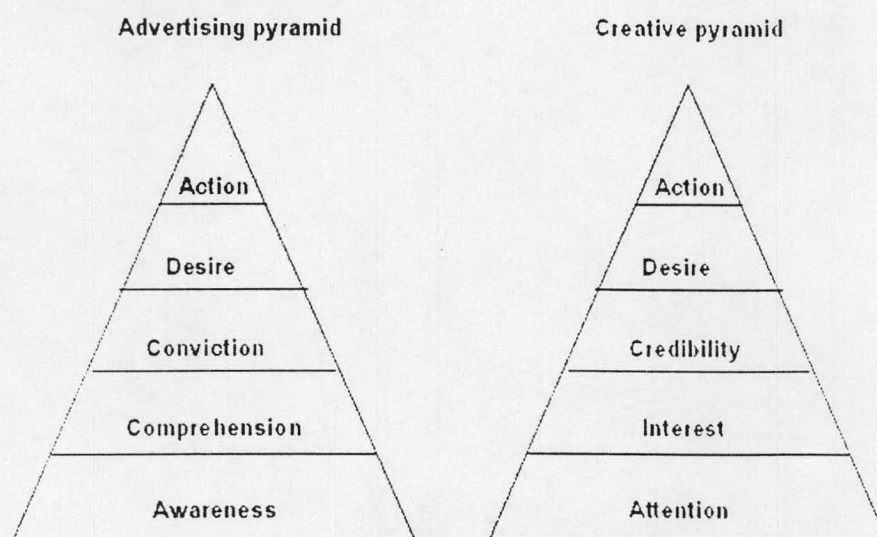 Advertising pyramid
Action
Desire
Conviction
Comprehension
Awareness
Creative pyramid
Action
Desire
Credibility
Interest
Attention